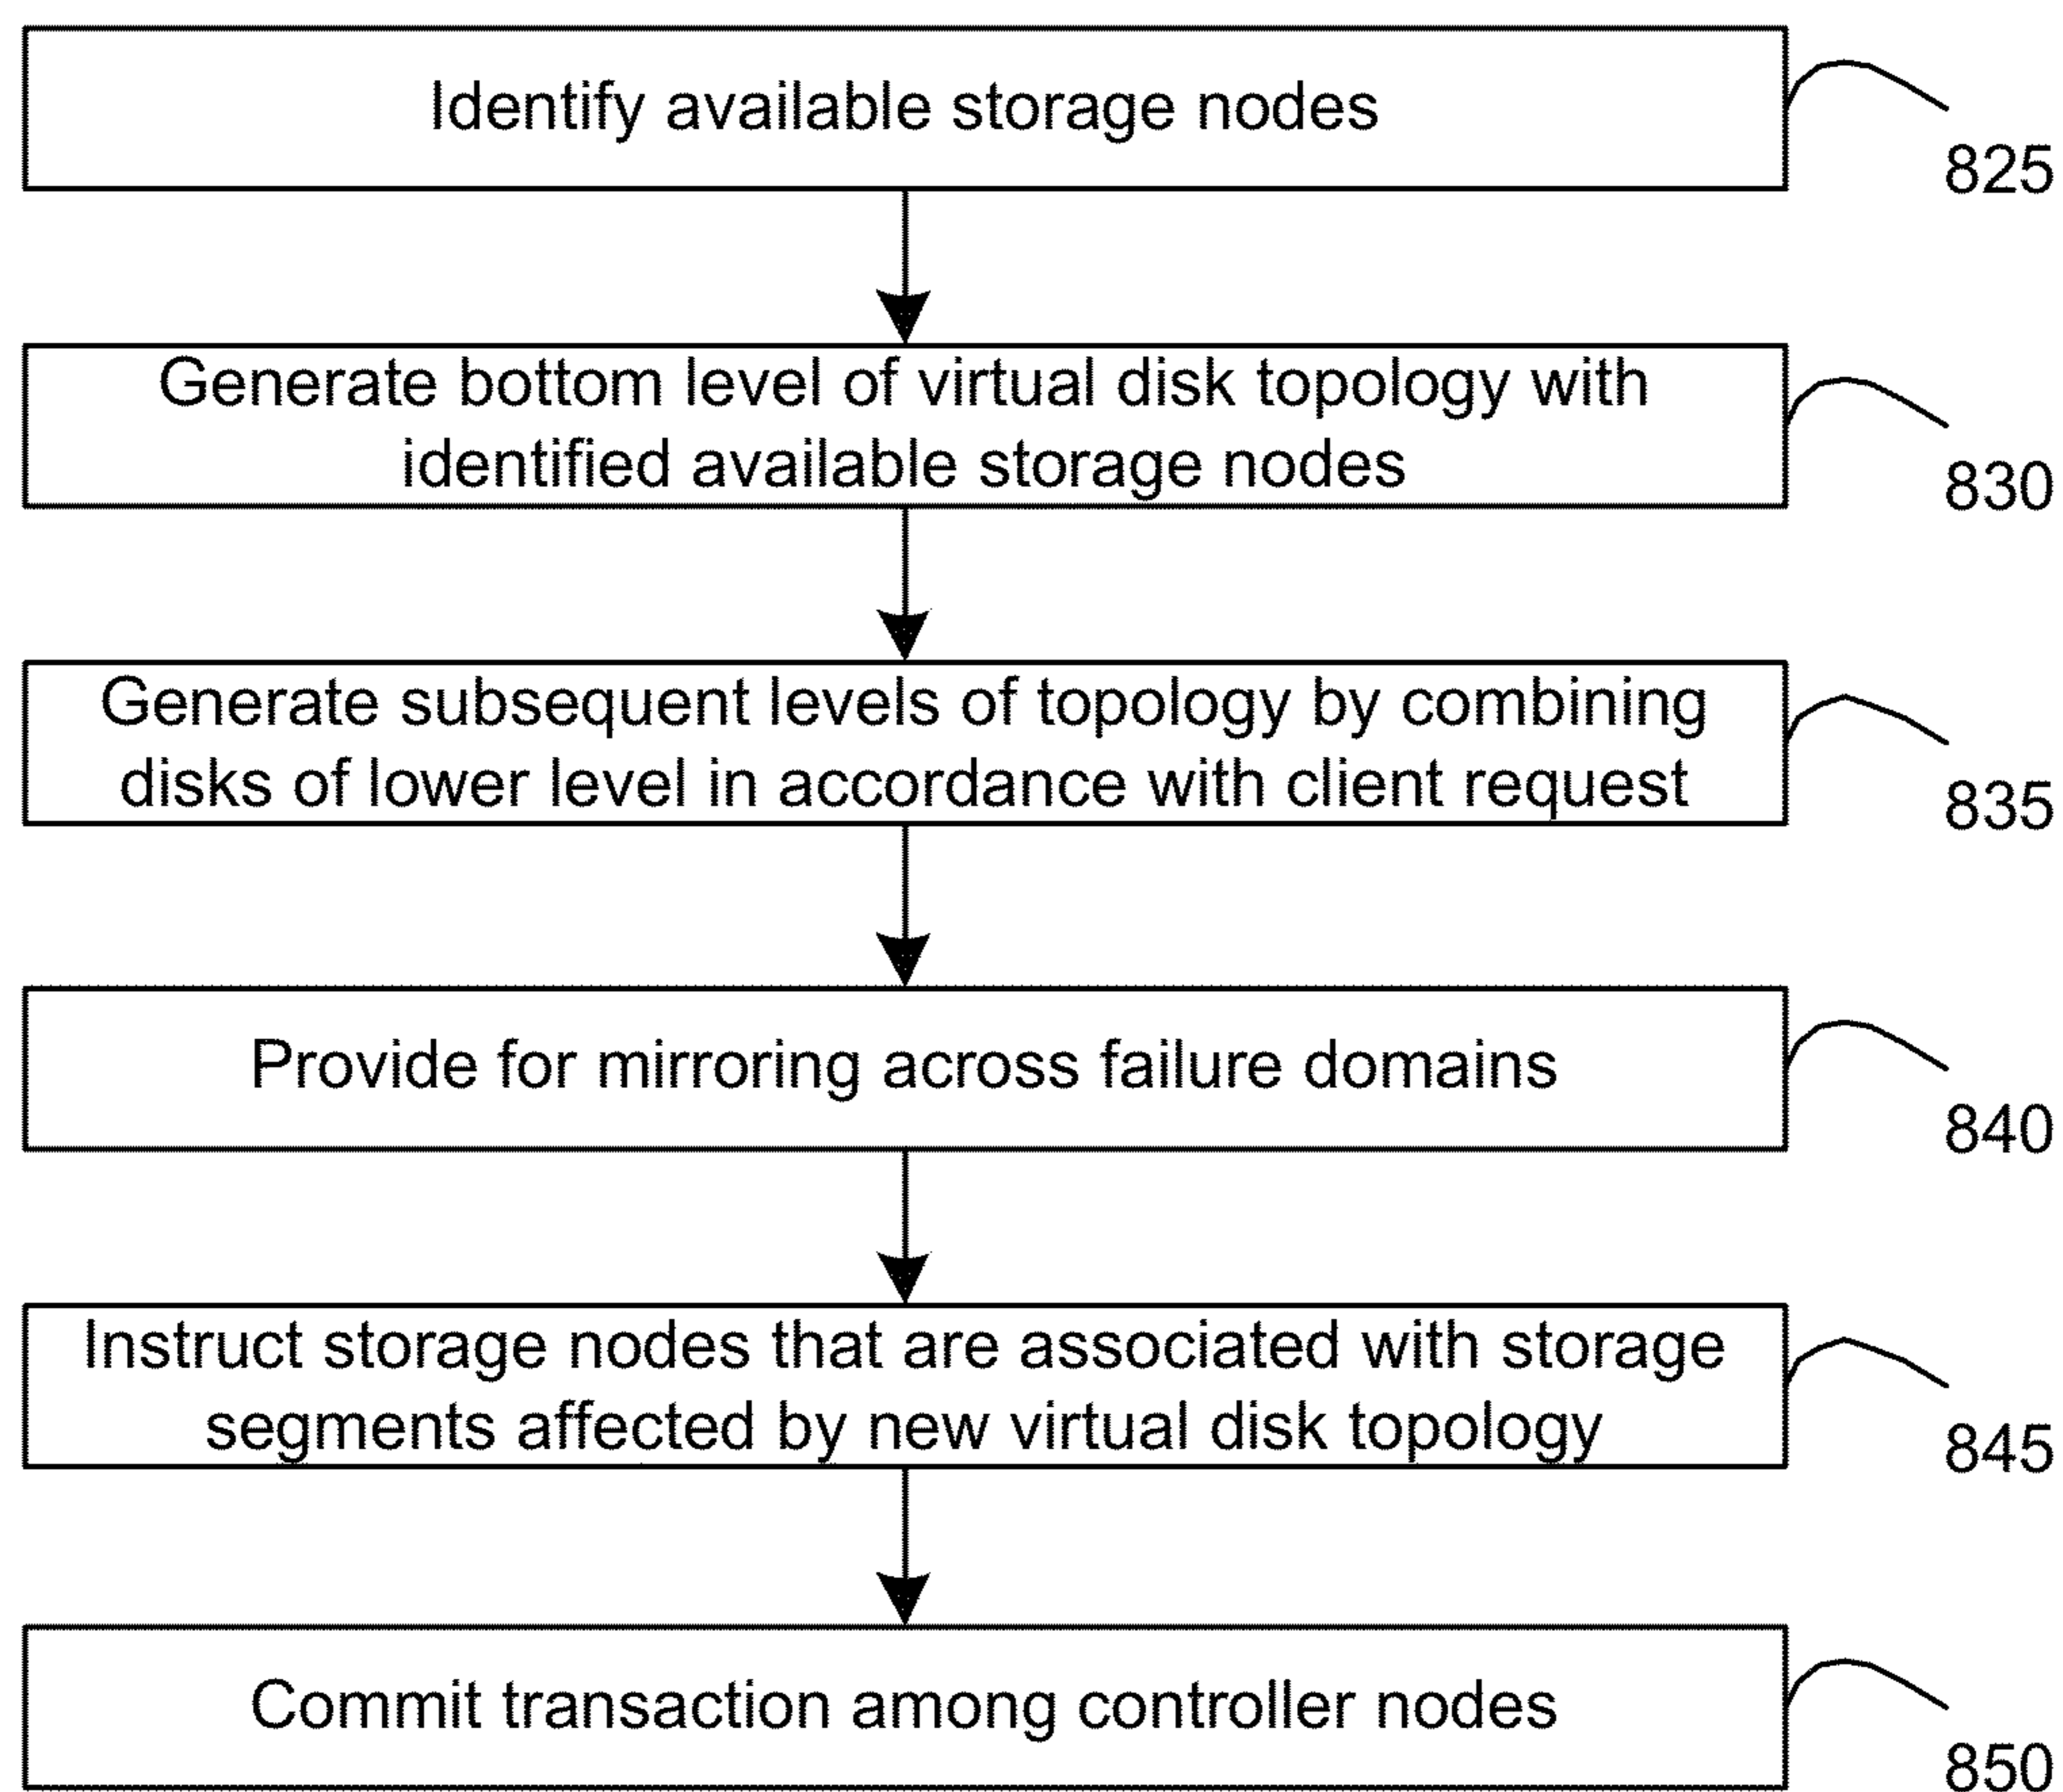 Identify available storage nodes
825
Generate bottom level of virtual disk topology with
identified available storage nodes
830
Generate subsequent levels of topology by combining
disks of lower level in accordance with client request
835
Provide for mirroring across failure domains
840
Instruct storage nodes that are associated with storage
segments affected by new virtual disk topology
845
Commit transaction among controller nodes
850